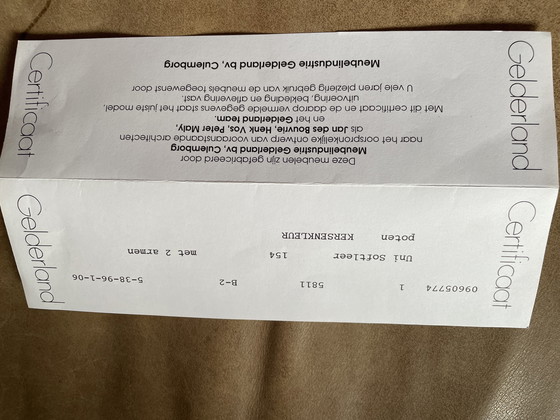 Certificaat
Gelderland
09605774 1 5811 B-2 5-38-96-1-06
Uni Softleer 154 met 2 armen
poten KERSENKLEUR
Gelderland
Certificaat
Deze meubelen zijn gefabriceerd door
Meubelindustrie Gelderland bv, Culemborg
naar het oorspronkelijke ontwerp van vooraanstaande architecten
als Jan des Bouvrie, Henk Vos, Peter Maly,
en het Gelderland team.
Met dit certificaat en de daarop vermelde gegevens staat het juiste model,
uitvoering, bekleding en aflevering vast.
U vele jaren plezierig gebruik van de meubels toegewenst door
Meubelindustrie Gelderland bv, Culemborg